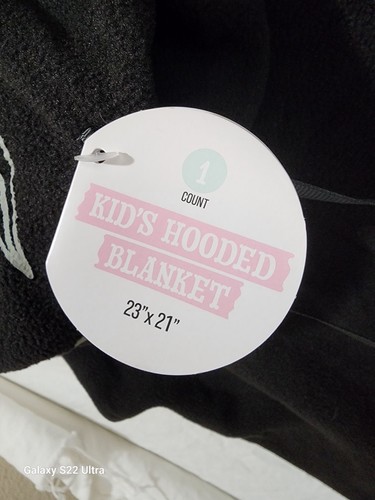 1
COUNT
KID'S HOODED
BLANKET
23"x 21"
Galaxy S22 Ultra